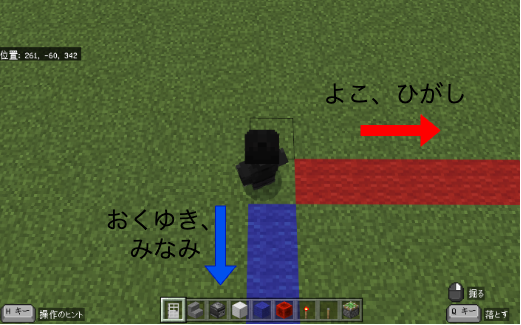 位置: 261, -60, 342
よこ、ひがし
おくゆき、
みなみ
掘る
H キー 操作のヒント
Q キー 落とす